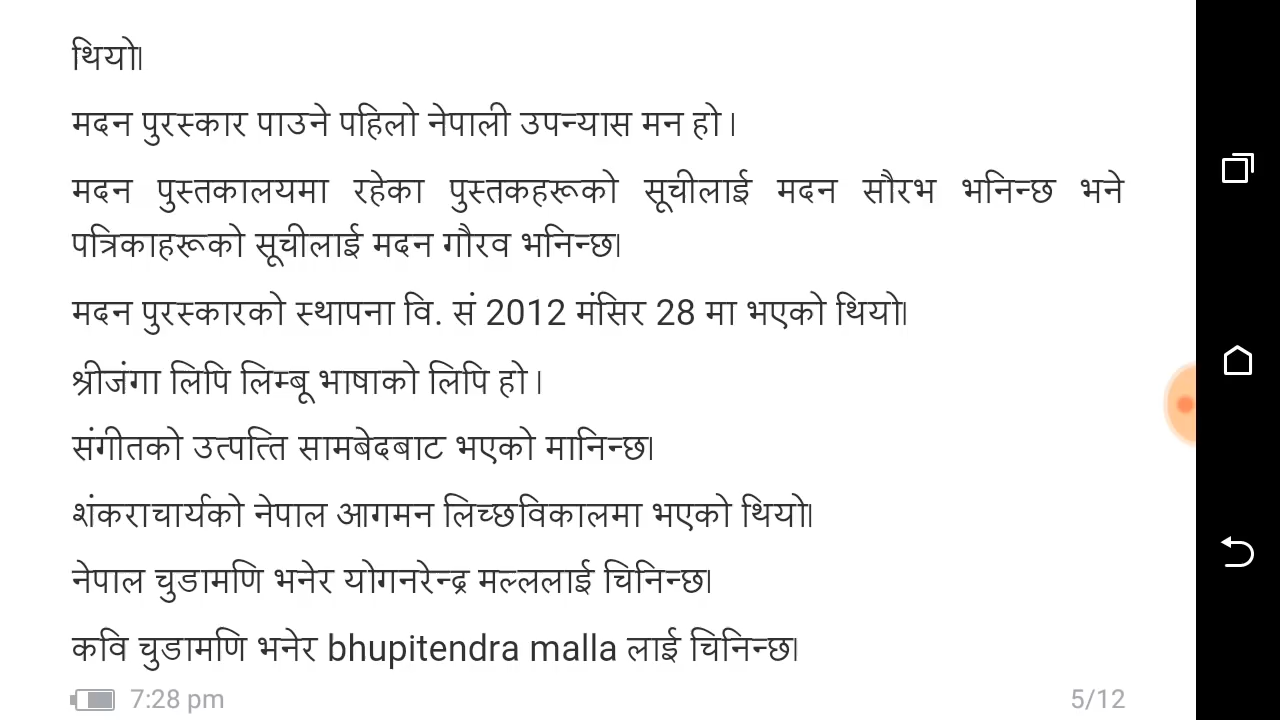 थियो।
मदन पुरस्कार पाउने पहिलो नेपाली उपन्यास मन हो ।
मदन पुस्तकालयमा रहेका पुस्तकहरूको सूचीलाई मदन सौरभ भनिन्छ भने
पत्रिकाहरूको सूचीलाई मदन गौरव भनिन्छ।
मदन पुरस्कारको स्थापना वि. सं 2012 मंसिर 28 मा भएको थियो।
श्रीजंगा लिपि लिम्बू भाषाको लिपि हो ।
संगीतको उत्पत्ति सामबेदबाट भएको मानिन्छ।
शंकराचार्यको नेपाल आगमन लिच्छविकालमा भएको थियो।
नेपाल चुडामणि भनेर योगनरेन्द्र मल्ललाई चिनिन्छ।
कवि चुडामणि भनेर bhupitendra malla लाई चिनिन्छ।
7:28 pm 5/12